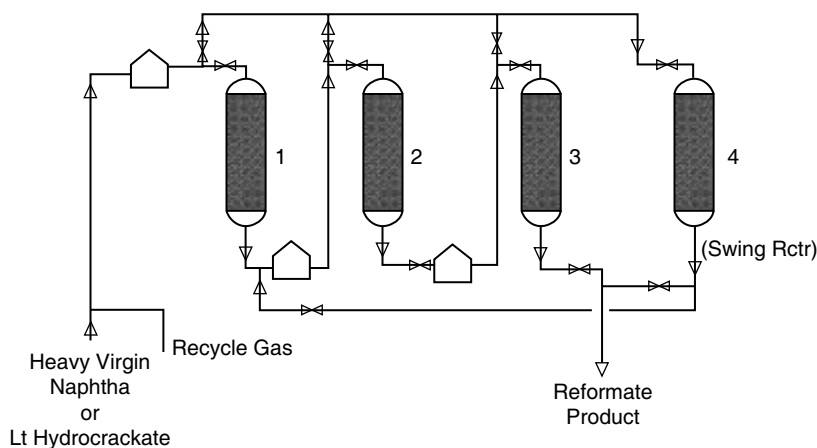 1
2
3
4
(Swing Rctr)
Recycle Gas
Heavy Virgin
Naphtha
or
Lt Hydrocrackate
Reformate
Product